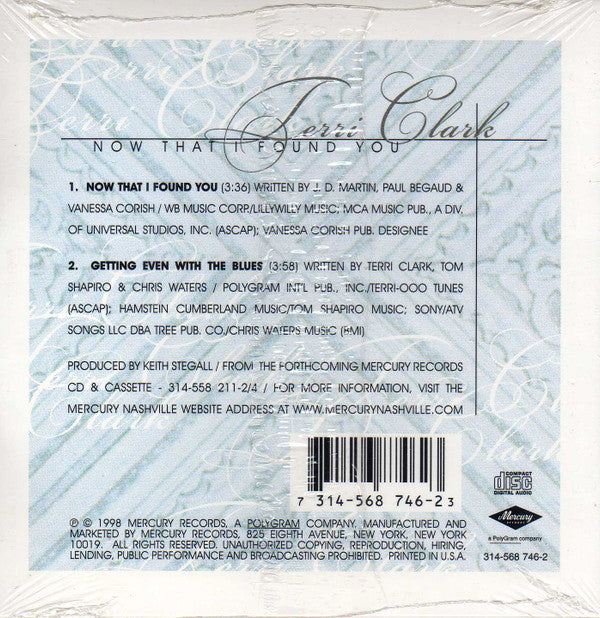 Terri Clark
NOW THAT I FOUND YOU
1. NOW THAT I FOUND YOU (3:36) WRITTEN BY J. D. MARTIN, PAUL BEGAUD &
VANESSA CORISH / WB MUSIC CORP/LILLYWILLY MUSIC; MCA MUSIC PUB., A DIV.
OF UNIVERSAL STUDIOS, INC. (ASCAP); VANESSA CORISH PUB. DESIGNEE
2. GETTING EVEN WITH THE BLUES (3:58) WRITTEN BY TERRI CLARK, TOM
SHAPIRO & CHRIS WATERS / POLYGRAM INT'L PUB., INC./TERRI-OOO TUNES
(ASCAP); HAMSTEIN CUMBERLAND MUSIC/TOM SHAPIRO MUSIC; SONY/ATV
SONGS LLC DBA TREE PUB. CO./CHRIS WATERS MUSIC (BMI)
PRODUCED BY KEITH STEGALL / FROM THE FORTHCOMING MERCURY RECORDS
CD & CASSETTE - 314-558 211-2/4 / FOR MORE INFORMATION, VISIT THE
MERCURY NASHVILLE WEBSITE ADDRESS AT WWW.MERCURYNASHVILLE.COM
7 314-568 746-2 3
COMPACT
disc
DIGITAL AUDIO
Mercury
RECORDS
a PolyGram company
314-568 746-2
℗ © 1998 MERCURY RECORDS, A POLYGRAM COMPANY. MANUFACTURED AND
MARKETED BY MERCURY RECORDS, 825 EIGHTH AVENUE, NEW YORK, NEW YORK
10019. ALL RIGHTS RESERVED. UNAUTHORIZED COPYING, REPRODUCTION, HIRING,
LENDING, PUBLIC PERFORMANCE AND BROADCASTING PROHIBITED. PRINTED IN U.S.A.